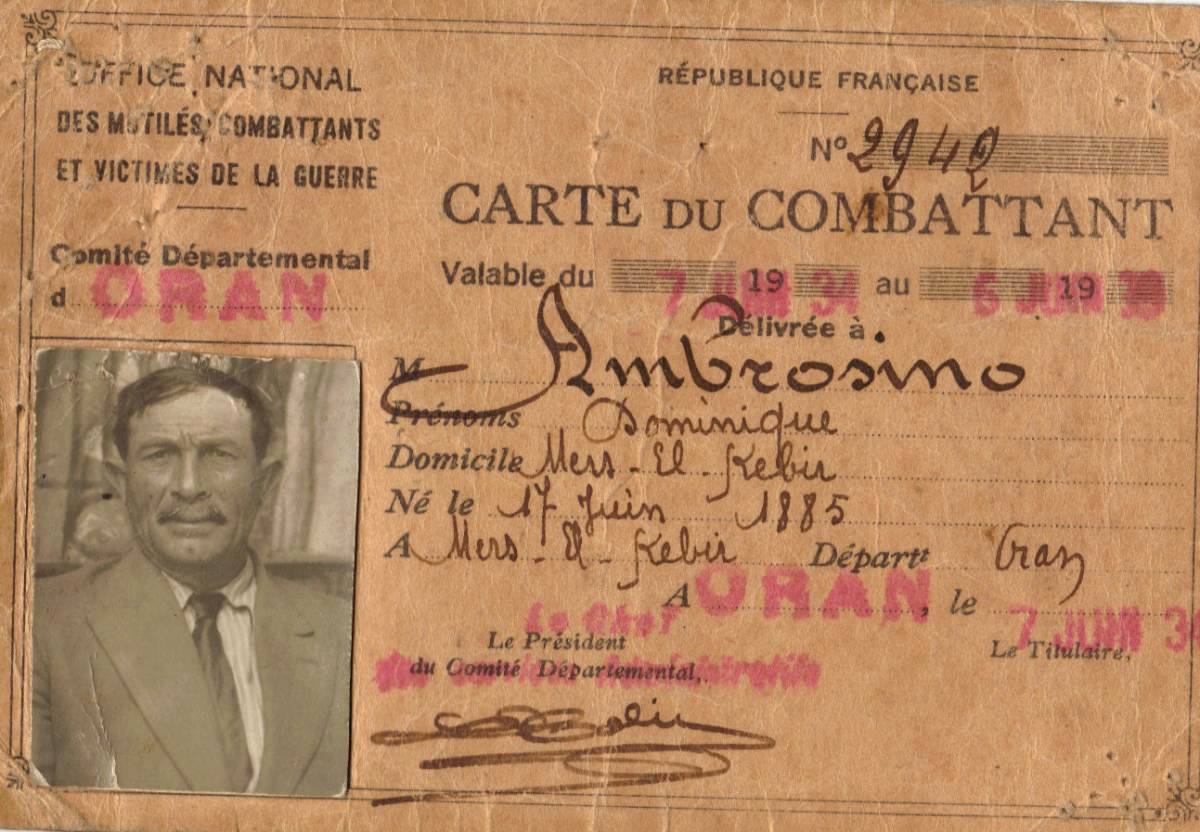 OFFICE NATIONAL
DES MUTILÉS, COMBATTANTS
ET VICTIMES DE LA GUERRE
Comité Départemental
d ORAN
RÉPUBLIQUE FRANÇAISE
Nº 2942
CARTE DU COMBATTANT
Valable du 7 JUIN 1934 au 6 JUIN 19
Délivrée à
M Ambrosino
Prénoms Dominique
Domicile Mers-El-Kebir
Né le 17 Juin 1885
A Mers-El-Kebir Départt Oran
A ORAN, le 7 JUIN 3
Le Chef
Le Président
Le Titulaire,
du Comité Départemental,